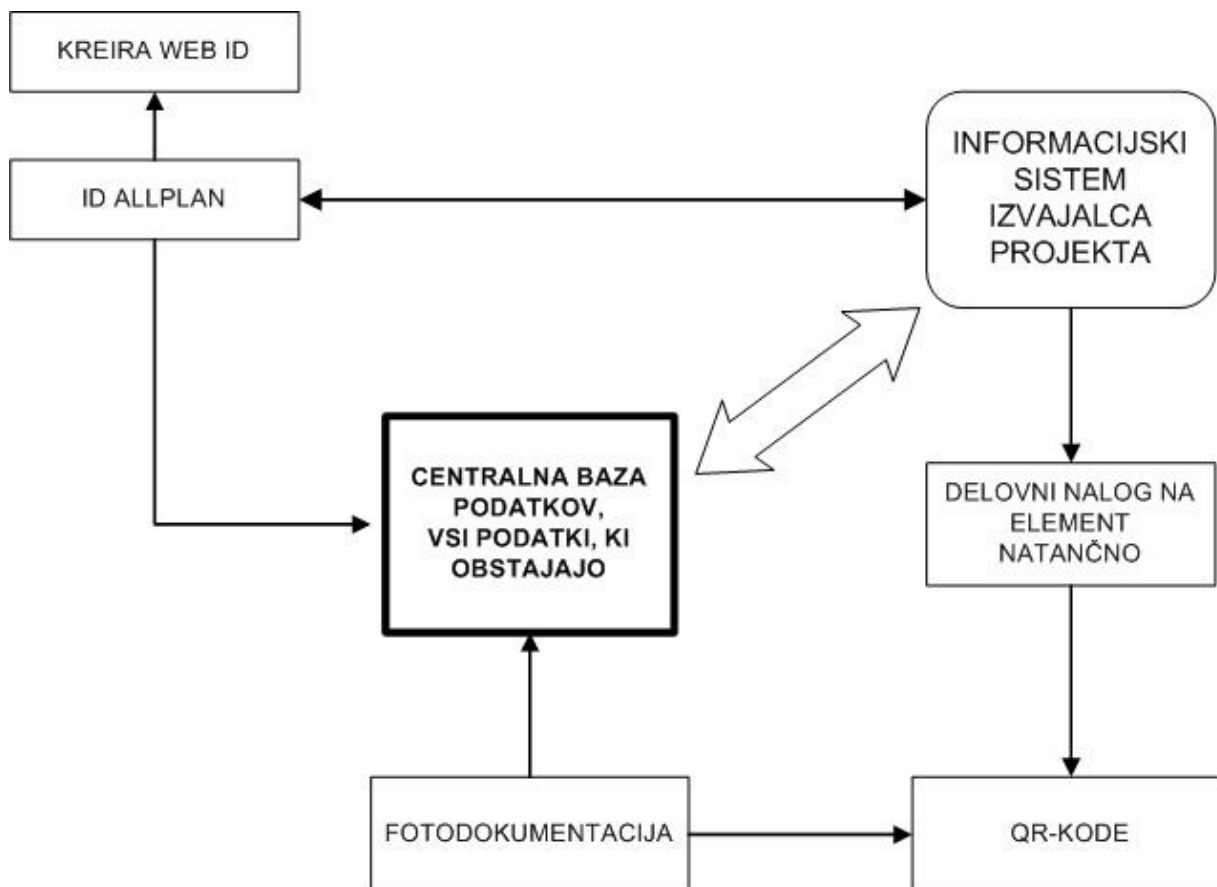 KREIRA WEB ID
ID ALLPLAN
INFORMACIJSKI
SISTEM
IZVAJALCA
PROJEKTA
CENTRALNA BAZA
PODATKOV,
VSI PODATKI, KI
OBSTAJAJO
DELOVNI NALOG NA
ELEMENT
NATANČNO
FOTODOKUMENTACIJA
QR-KODE